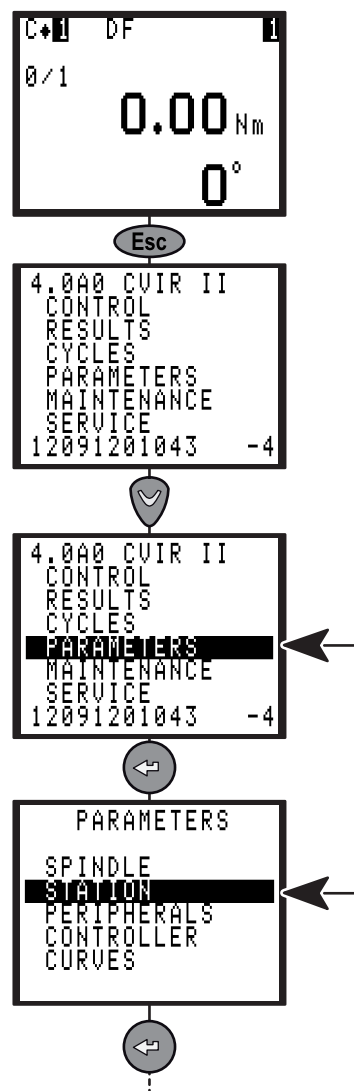 C♦1 DF 1
0/1
0.00 Nm
0°
Esc
4.0A0 CVIR II
CONTROL
RESULTS
CYCLES
PARAMETERS
MAINTENANCE
SERVICE
12091201043 -4
4.0A0 CVIR II
CONTROL
RESULTS
CYCLES
PARAMETERS
MAINTENANCE
SERVICE
12091201043 -4
PARAMETERS
SPINDLE
STATION
PERIPHERALS
CONTROLLER
CURVES